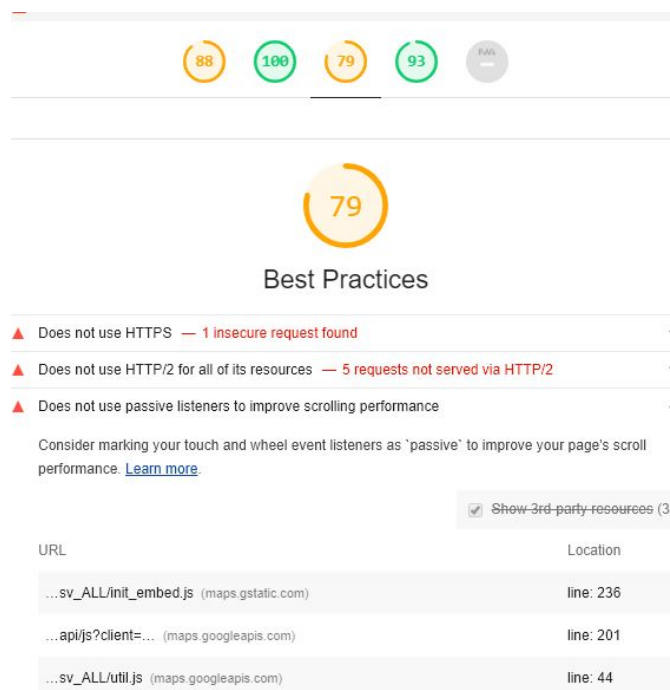 88 100 79 93 PWA
79
Best Practices
Does not use HTTPS — 1 insecure request found
Does not use HTTP/2 for all of its resources — 5 requests not served via HTTP/2
Does not use passive listeners to improve scrolling performance
Consider marking your touch and wheel event listeners as `passive` to improve your page's scroll
performance. Learn more.
Show 3rd-party resources (3
URL Location
...sv_ALL/init_embed.js (maps.gstatic.com) line: 236
...api/js?client=... (maps.googleapis.com) line: 201
...sv_ALL/util.js (maps.googleapis.com) line: 44